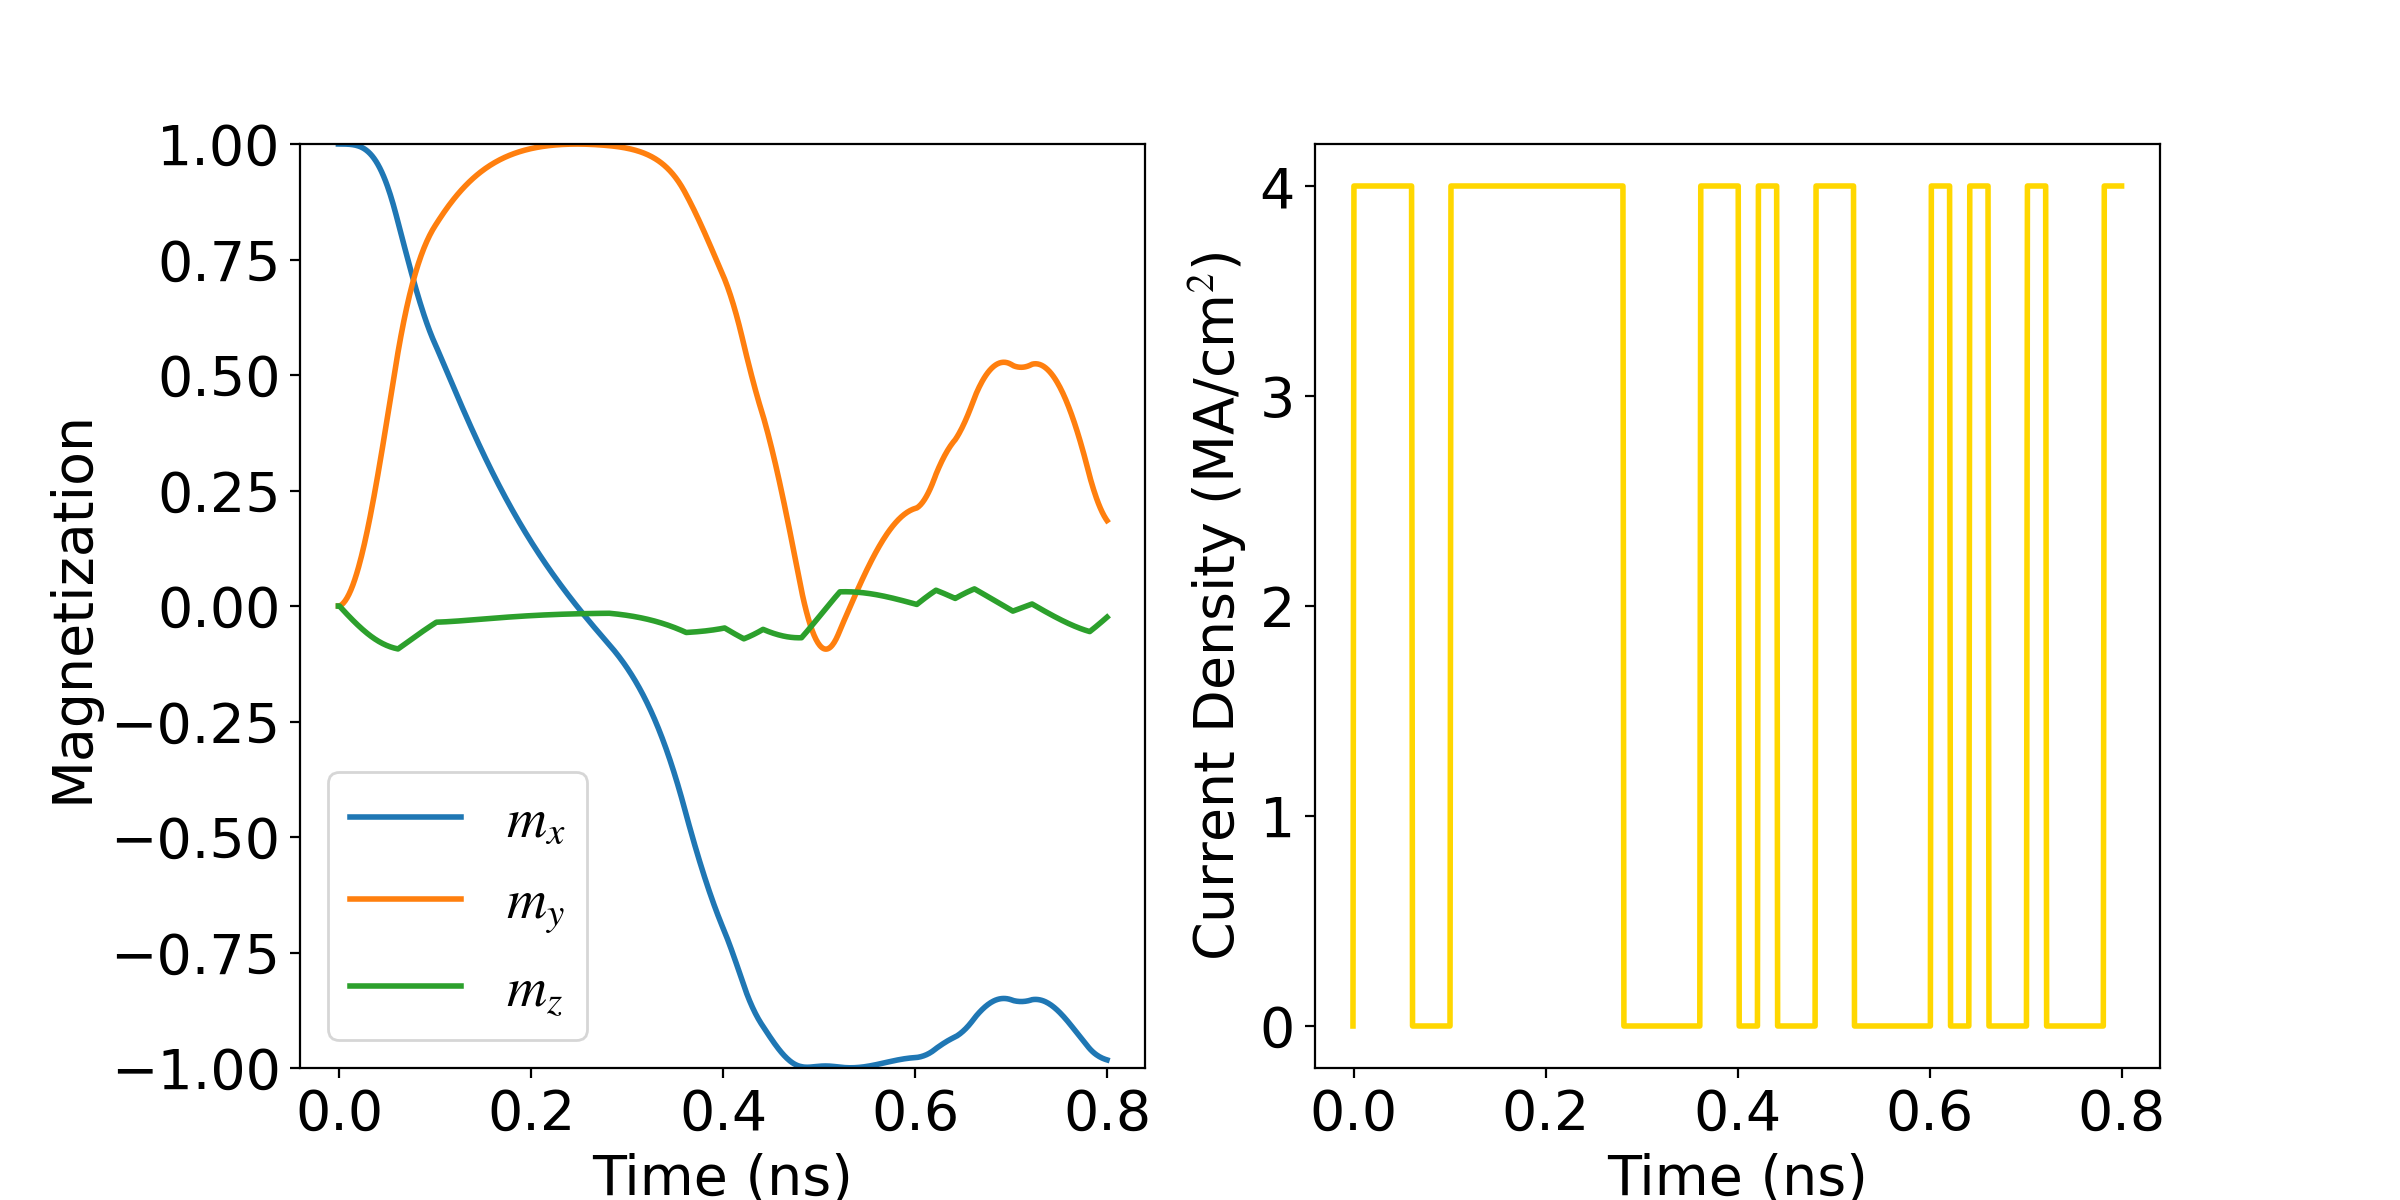 1.00
0.75
0.50
0.25
0.00
−0.25
−0.50
−0.75
−1.00
Magnetization
m_x
m_y
m_z
0.0 0.2 0.4 0.6 0.8
Time (ns)
4
3
2
1
0
Current Density (MA/cm²)
0.0 0.2 0.4 0.6 0.8
Time (ns)